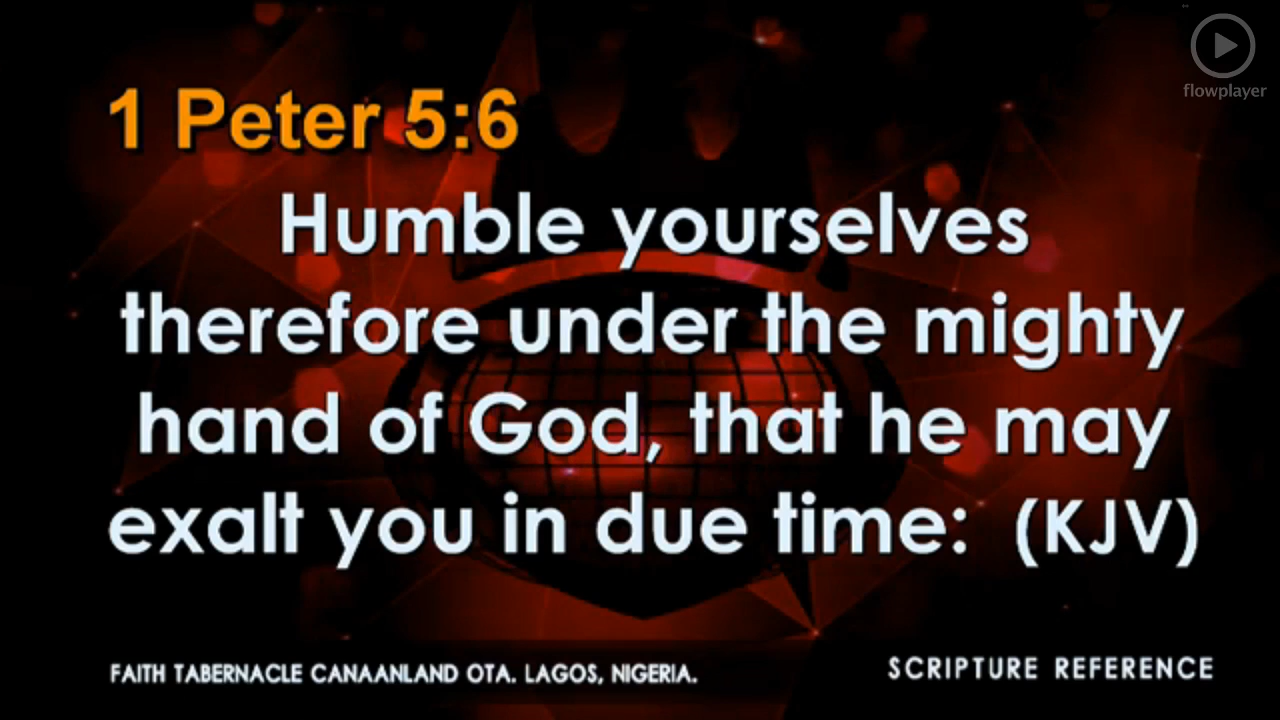 flowplayer
1 Peter 5:6
Humble yourselves
therefore under the mighty
hand of God, that he may
exalt you in due time:  (KJV)
FAITH TABERNACLE CANAANLAND OTA. LAGOS, NIGERIA.
SCRIPTURE REFERENCE